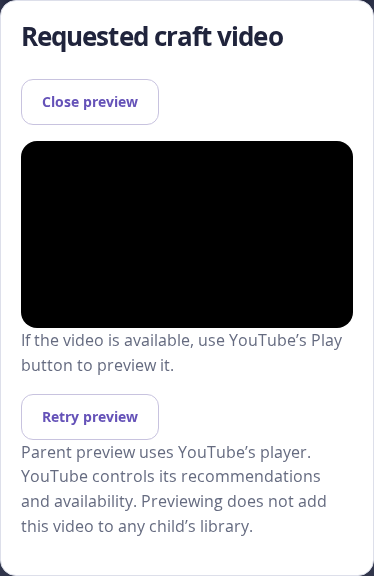 Requested craft video
Close preview
If the video is available, use YouTube’s Play
button to preview it.
Retry preview
Parent preview uses YouTube’s player.
YouTube controls its recommendations
and availability. Previewing does not add
this video to any child’s library.